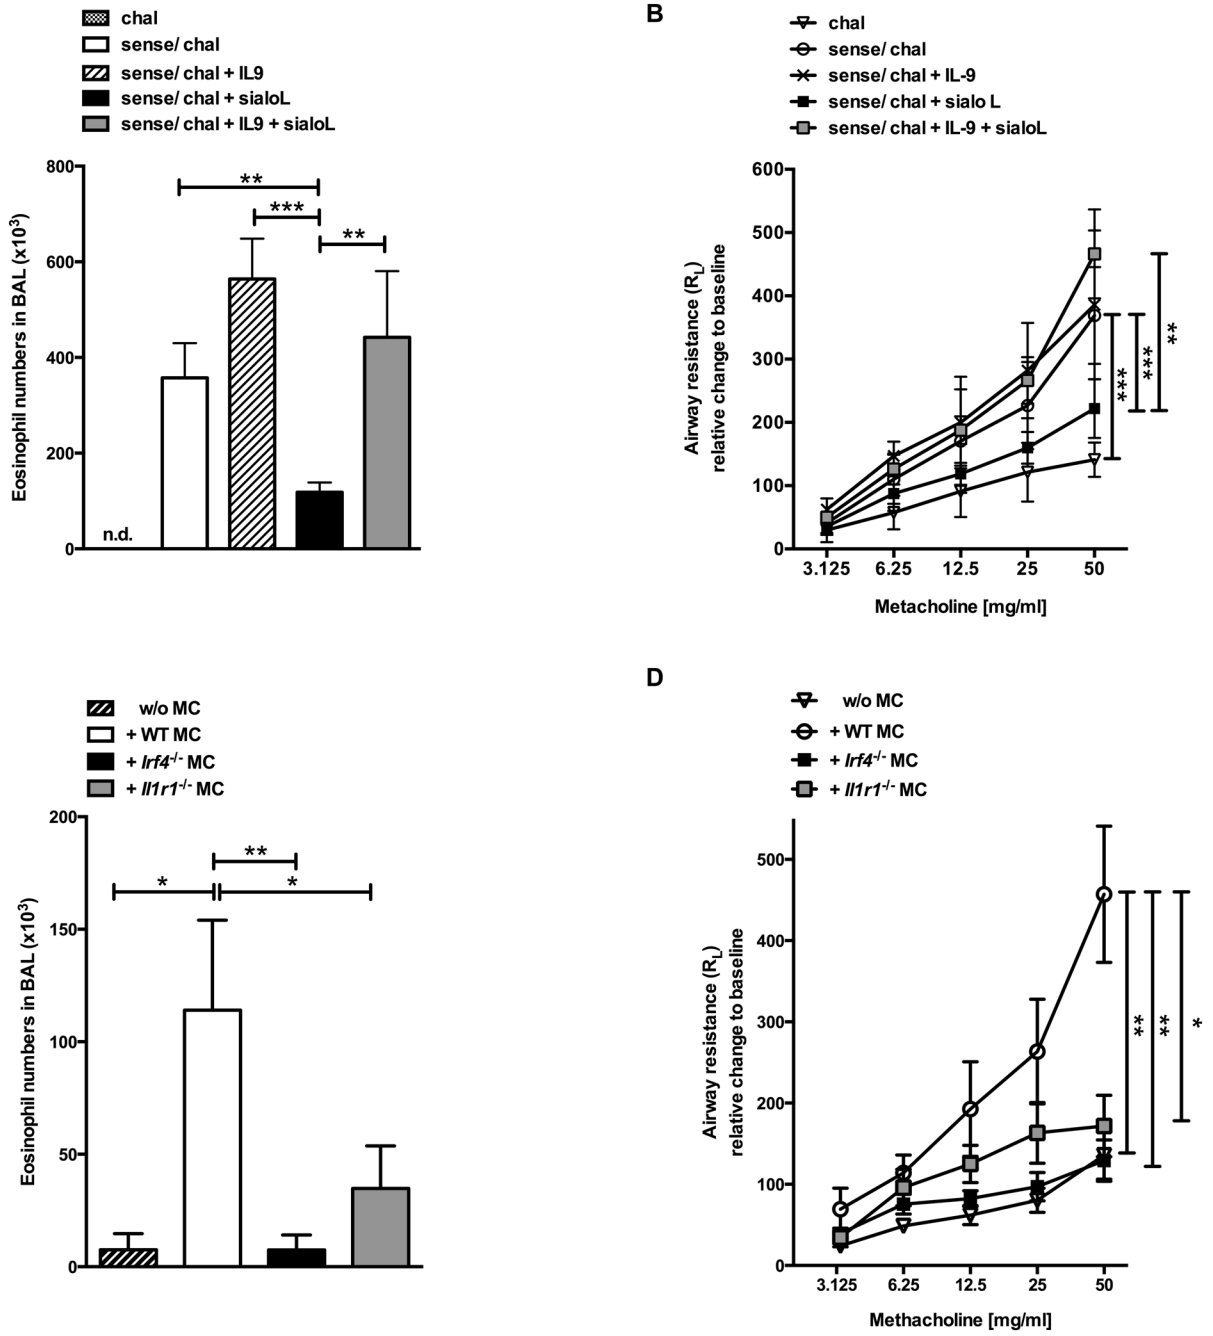 chal
sense/ chal
sense/ chal + IL9
sense/ chal + sialoL
sense/ chal + IL9 + sialoL
Eosinophil numbers in BAL (x10³)
800
600
400
200
0
n.d.
**
***
**
B
chal
sense/ chal
sense/ chal + IL-9
sense/ chal + sialo L
sense/ chal + IL-9 + sialoL
Airway resistance (RL)
relative change to baseline
600
500
400
300
200
100
0
3.125 6.25 12.5 25 50
Metacholine [mg/ml]
***
***
**
w/o MC
+ WT MC
+ Irf4-/- MC
+ Il1r1-/- MC
Eosinophil numbers in BAL (x10³)
200
150
100
50
0
**
*
*
D
w/o MC
+ WT MC
+ Irf4-/- MC
+ Il1r1-/- MC
Airway resistance (RL)
relative change to baseline
500
400
300
200
100
0
3.125 6.25 12.5 25 50
Methacholine [mg/ml]
**
**
*